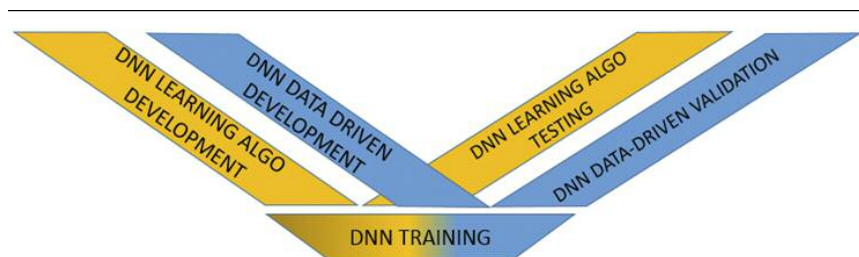 DNN LEARNING ALGO
DEVELOPMENT
DNN DATA DRIVEN
DEVELOPMENT
DNN LEARNING ALGO
TESTING
DNN DATA-DRIVEN VALIDATION
DNN TRAINING